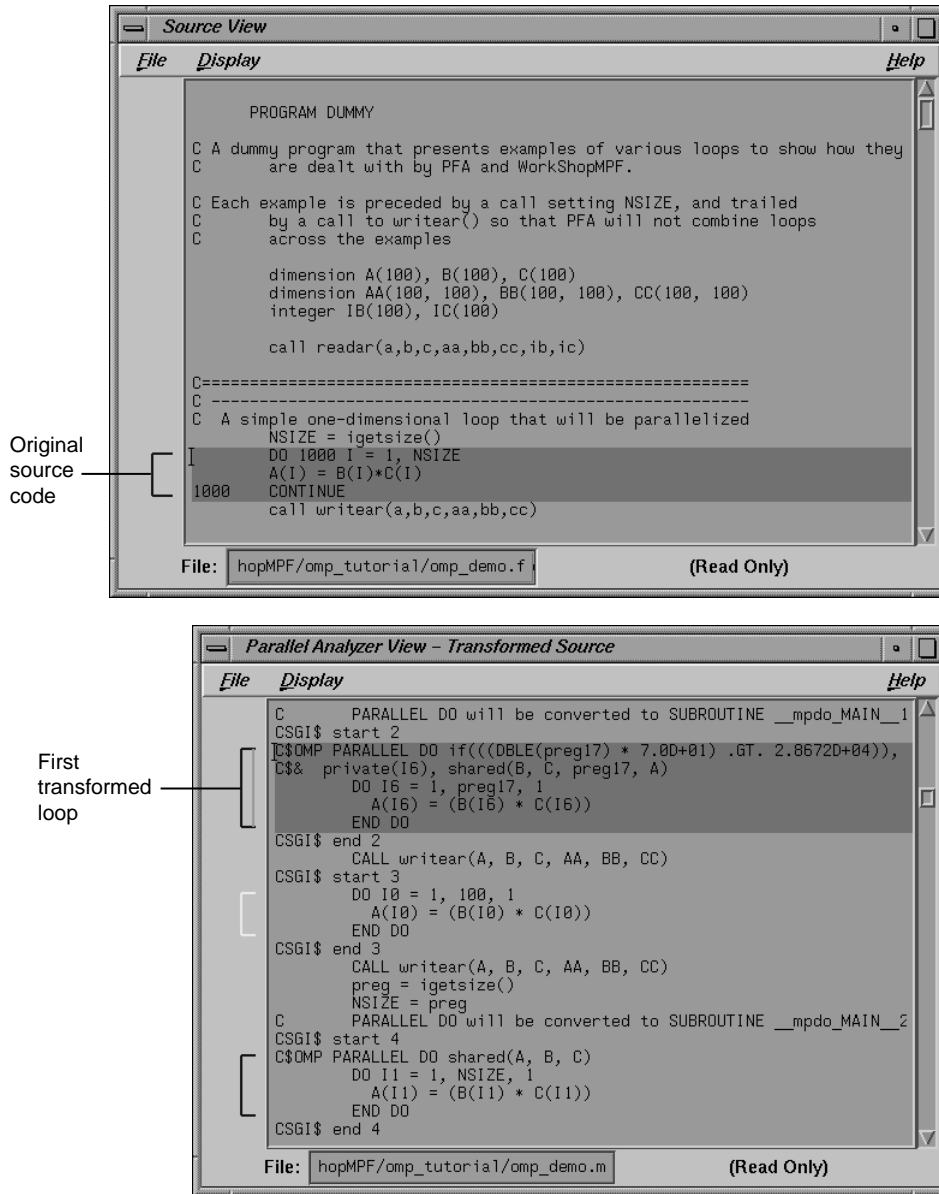 Source View
File Display Help
PROGRAM DUMMY
C A dummy program that presents examples of various loops to show how they
C are dealt with by PFA and WorkShopMPF.
C Each example is preceded by a call setting NSIZE, and trailed
C by a call to writear() so that PFA will not combine loops
C across the examples
dimension A(100), B(100), C(100)
dimension AA(100, 100), BB(100, 100), CC(100, 100)
integer IB(100), IC(100)
call readar(a,b,c,aa,bb,cc,ib,ic)
C=========================================================
C --------------------------------------------------------
C A simple one-dimensional loop that will be parallelized
NSIZE = igetsize()
DO 1000 I = 1, NSIZE
A(I) = B(I)*C(I)
1000 CONTINUE
call writear(a,b,c,aa,bb,cc)
Original
source
code
File: hopMPF/omp_tutorial/omp_demo.f (Read Only)
Parallel Analyzer View – Transformed Source
File Display Help
C PARALLEL DO will be converted to SUBROUTINE __mpdo_MAIN__1
CSGI$ start 2
C$OMP PARALLEL DO if(((DBLE(preg17) * 7.0D+01) .GT. 2.8672D+04)),
C$& private(I6), shared(B, C, preg17, A)
DO I6 = 1, preg17, 1
A(I6) = (B(I6) * C(I6))
END DO
First
transformed
loop
CSGI$ end 2
CALL writear(A, B, C, AA, BB, CC)
CSGI$ start 3
DO I0 = 1, 100, 1
A(I0) = (B(I0) * C(I0))
END DO
CSGI$ end 3
CALL writear(A, B, C, AA, BB, CC)
preg = igetsize()
NSIZE = preg
C PARALLEL DO will be converted to SUBROUTINE __mpdo_MAIN__2
CSGI$ start 4
C$OMP PARALLEL DO shared(A, B, C)
DO I1 = 1, NSIZE, 1
A(I1) = (B(I1) * C(I1))
END DO
CSGI$ end 4
File: hopMPF/omp_tutorial/omp_demo.m (Read Only)